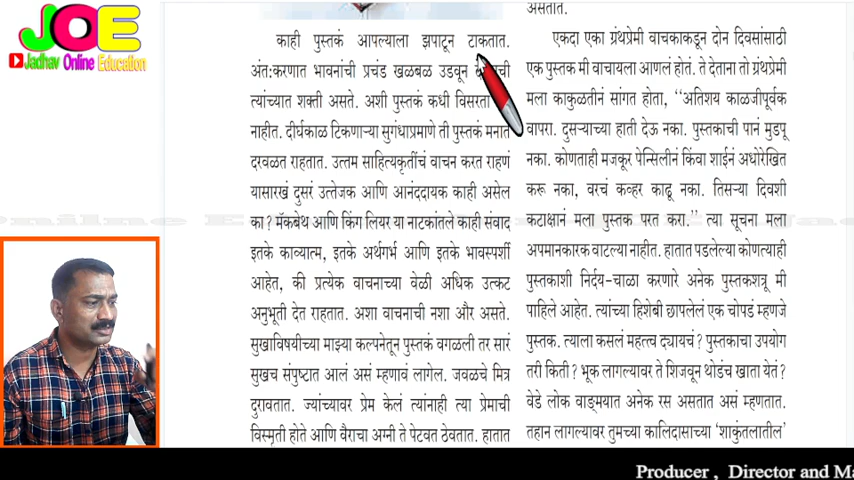 JOE
Jadhav Online Education
काही पुस्तकं आपल्याला झपाटून टाकतात.
अंत:करणात भावनांची प्रचंड खळबळ उडवून
त्यांच्यात शक्ती असते. अशी पुस्तकं कधी विसरता
नाहीत. दीर्घकाळ टिकणाऱ्या सुगंधाप्रमाणे ती पुस्तकं मनात
दरवळत राहतात. उत्तम साहित्यकृतींचं वाचन करत राहणं
यासारखं दुसरं उत्तेजक आणि आनंददायक काही असेल
का? मॅकबेथ आणि किंग लियर या नाटकांतले काही संवाद
इतके काव्यात्म, इतके अर्थगर्भ आणि इतके भावस्पर्शी
आहेत, की प्रत्येक वाचनाच्या वेळी अधिक उत्कट
अनुभूती देत राहतात. अशा वाचनाची नशा और असते.
सुखाविषयीच्या माझ्या कल्पनेतून पुस्तकं वगळली तर सारं
सुखच संपुष्टात आलं असं म्हणावं लागेल. जवळचे मित्र
दुरावतात. ज्यांच्यावर प्रेम केलं त्यांनाही त्या प्रेमाची
विस्मृती होते आणि वैराचा अग्नी ते पेटवत ठेवतात. हातात
असतात.
एकदा एका ग्रंथप्रेमी वाचकाकडून दोन दिवसांसाठी
एक पुस्तक मी वाचायला आणलं होतं. ते देताना तो ग्रंथप्रेमी
मला काकुळतीनं सांगत होता, ‘‘अतिशय काळजीपूर्वक
वापरा. दुसऱ्याच्या हाती देऊ नका. पुस्तकाची पानं मुडपू
नका. कोणताही मजकूर पेन्सिलीनं किंवा शाईनं अधोरेखित
करू नका, वरचं कव्हर काढू नका. तिसऱ्या दिवशी
कटाक्षानं मला पुस्तक परत करा.’’ त्या सूचना मला
अपमानकारक वाटल्या नाहीत. हातात पडलेल्या कोणत्याही
पुस्तकाशी निर्दय-चाळा करणारे अनेक पुस्तकशत्रू मी
पाहिले आहेत. त्यांच्या हिशेबी छापलेलं एक चोपडं म्हणजे
पुस्तक. त्याला कसलं महत्त्व द्यायचं? पुस्तकाचा उपयोग
तरी किती? भूक लागल्यावर ते शिजवून थोडंच खाता येतं?
वेडे लोक वाङ्मयात अनेक रस असतात असं म्हणतात.
तहान लागल्यावर तुमच्या कालिदासाच्या ‘शाकुंतलातील’
Producer , Director and Ma